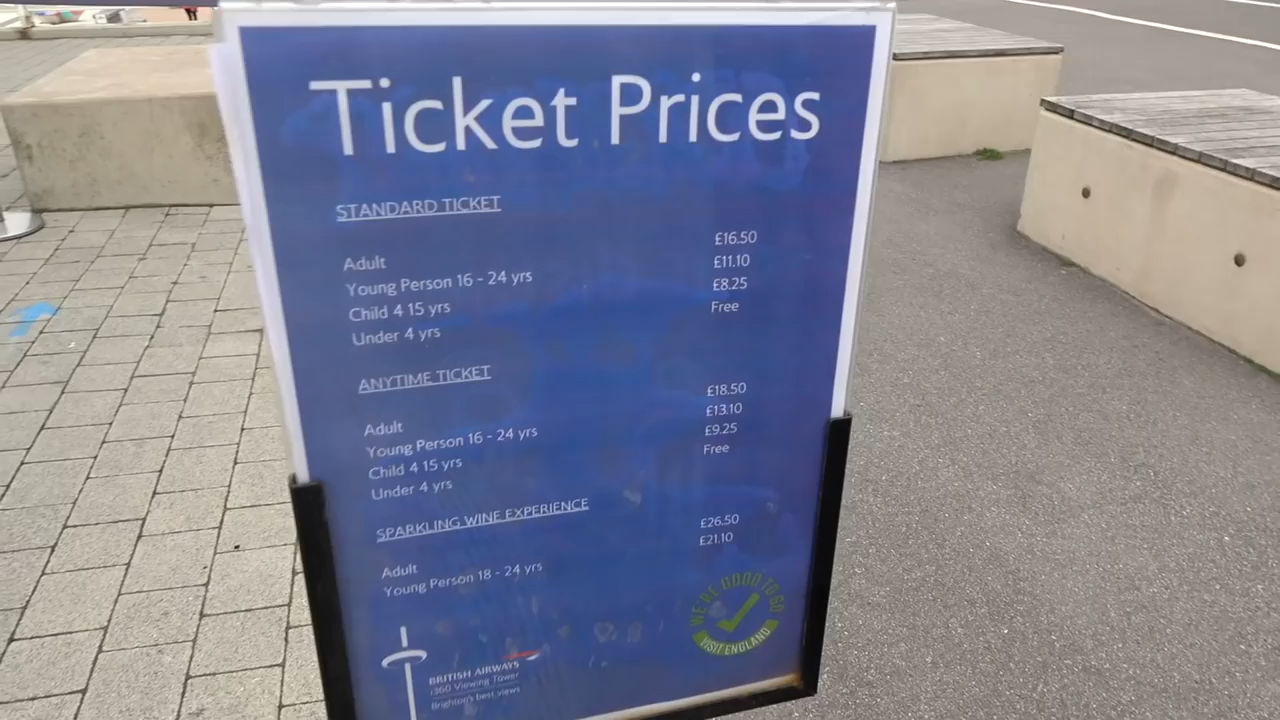 Ticket Prices
STANDARD TICKET
Adult £16.50
Young Person 16 - 24 yrs £11.10
Child 4 15 yrs £8.25
Under 4 yrs Free
ANYTIME TICKET
Adult £18.50
Young Person 16 - 24 yrs £13.10
Child 4 15 yrs £9.25
Under 4 yrs Free
SPARKLING WINE EXPERIENCE
Adult £26.50
Young Person 18 - 24 yrs £21.10
WE'RE GOOD TO GO
VISIT ENGLAND
BRITISH AIRWAYS
i360 Viewing Tower
Brighton's best views